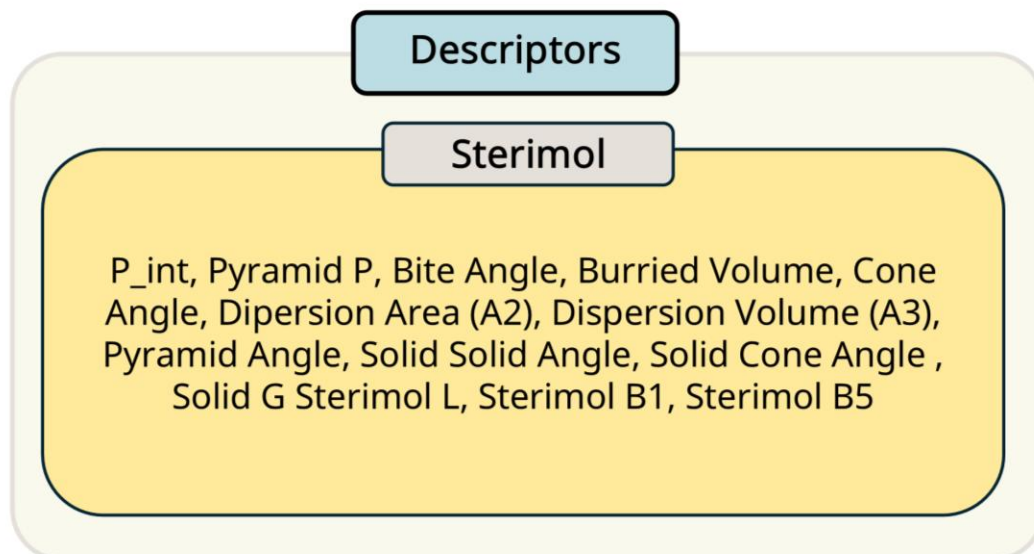 Descriptors
Sterimol
P_int, Pyramid P, Bite Angle, Burried Volume, Cone
Angle, Dipersion Area (A2), Dispersion Volume (A3),
Pyramid Angle, Solid Solid Angle, Solid Cone Angle ,
Solid G Sterimol L, Sterimol B1, Sterimol B5